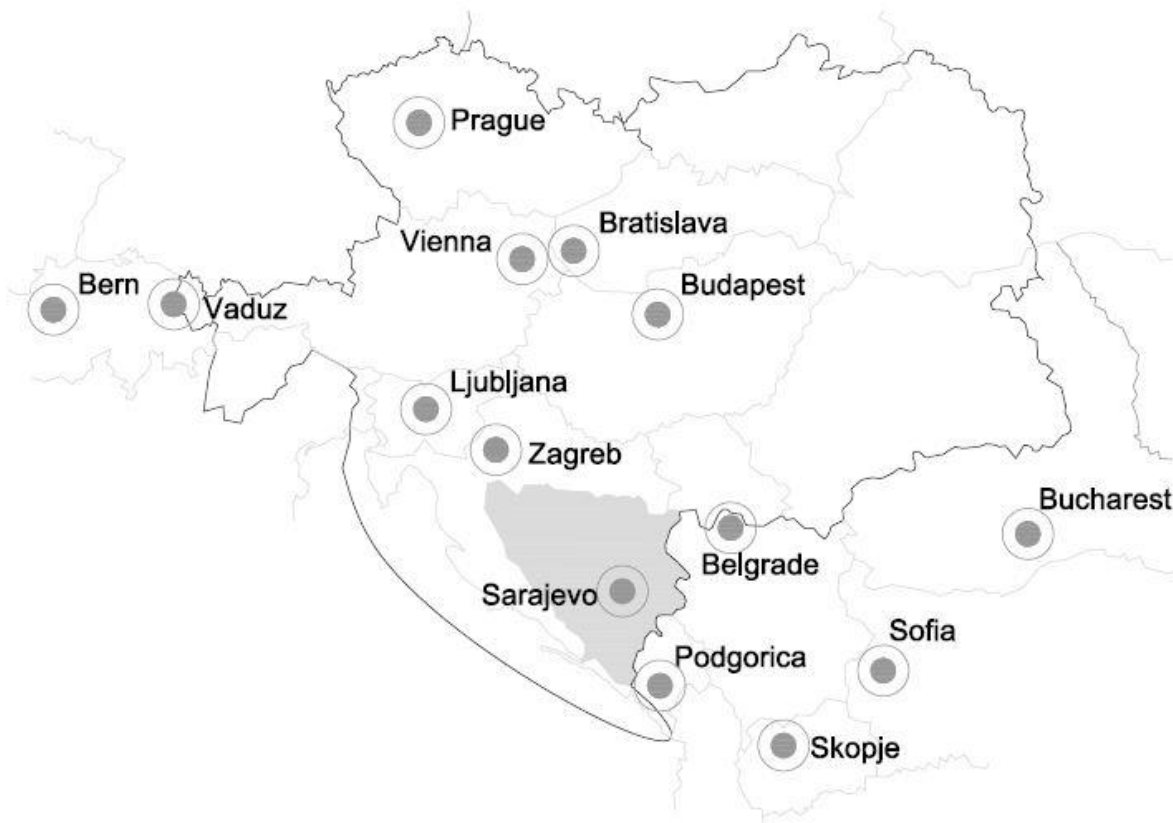 Prague
Bratislava
Vienna
Bern
Budapest
Vaduz
Ljubljana
Zagreb
Bucharest
Belgrade
Sarajevo
Sofia
Podgorica
Skopje